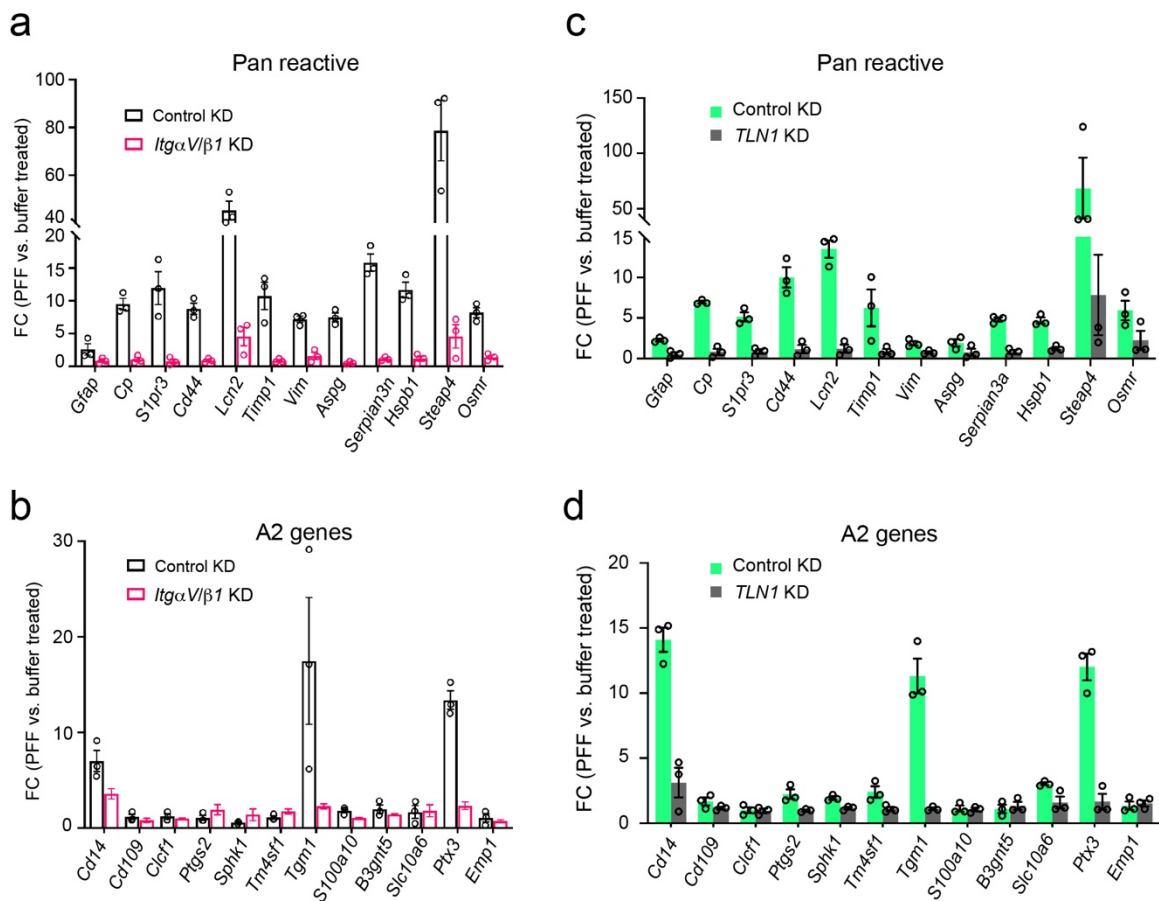 a
Pan reactive
FC (PFF vs. buffer treated)
100
80
60
40
20
15
10
5
0
Control KD
ItgαV/β1 KD
Gfap
Cp
S1pr3
Cd44
Lcn2
Timp1
Vim
Aspg
Serpian3n
Hspb1
Steap4
Osmr
c
Pan reactive
FC (PFF vs. buffer treated)
150
100
50
15
10
5
0
Control KD
TLN1 KD
Gfap
Cp
S1pr3
Cd44
Lcn2
Timp1
Vim
Aspg
Serpian3a
Hspb1
Steap4
Osmr
b
A2 genes
FC (PFF vs. buffer treated)
30
20
10
0
Control KD
ItgαV/β1 KD
Cd14
Cd109
Clcf1
Ptgs2
Sphk1
Tm4sf1
Tgm1
S100a10
B3gnt5
Slc10a6
Ptx3
Emp1
d
A2 genes
FC (PFF vs. buffer treated)
20
15
10
5
0
Control KD
TLN1 KD
Cd14
Cd109
Clcf1
Ptgs2
Sphk1
Tm4sf1
Tgm1
S100a10
B3gnt5
Slc10a6
Ptx3
Emp1